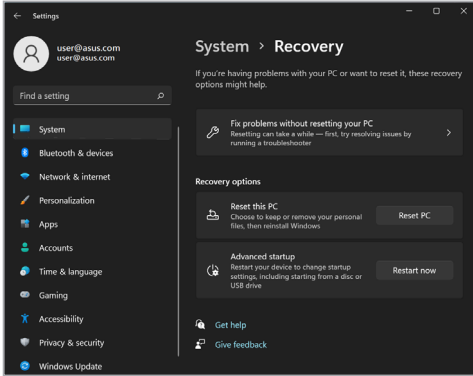 Settings
user@asus.com
user@asus.com
Find a setting
System
Bluetooth & devices
Network & internet
Personalization
Apps
Accounts
Time & language
Gaming
Accessibility
Privacy & security
Windows Update
System > Recovery
If you're having problems with your PC or want to reset it, these recovery
options might help.
Fix problems without resetting your PC
Resetting can take a while — first, try resolving issues by
running a troubleshooter
Recovery options
Reset this PC
Choose to keep or remove your personal
files, then reinstall Windows
Reset PC
Advanced startup
Restart your device to change startup
settings, including starting from a disc or
USB drive
Restart now
Get help
Give feedback